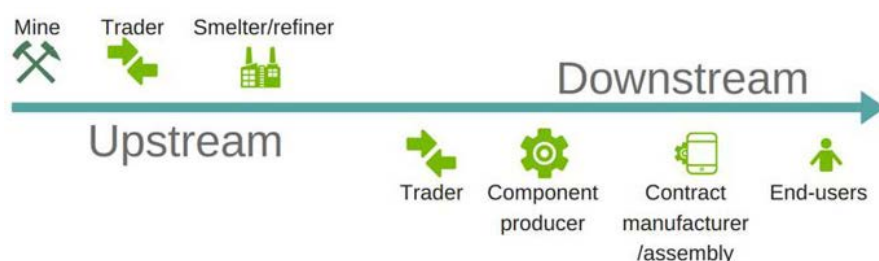 Mine Trader Smelter/refiner
Downstream
Upstream
Trader Component Contract End-users
producer manufacturer
/assembly